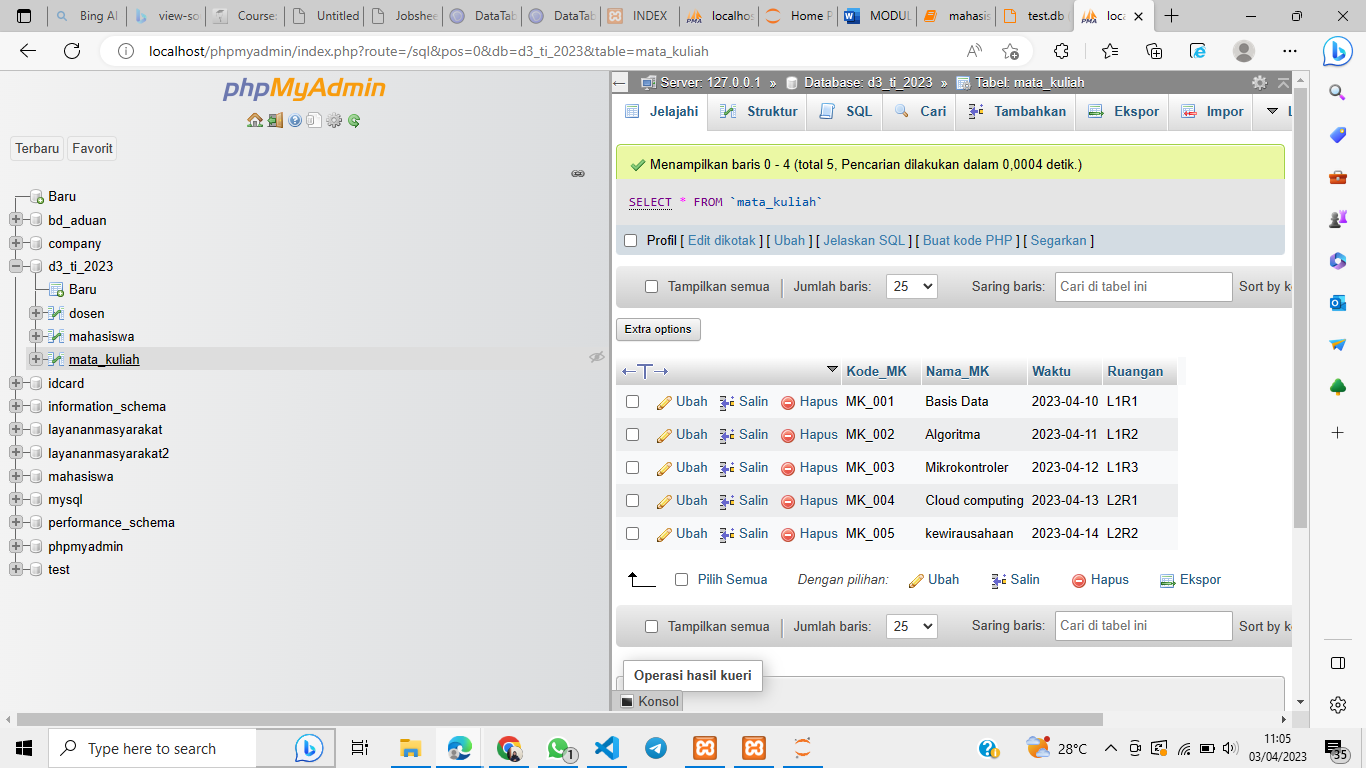 Bing AI
view-so
Course:
Untitled
Jobshee
DataTab
DataTab
INDEX
localhos
Home P
MODUL
mahasis
test.db (
loca
localhost/phpmyadmin/index.php?route=/sql&pos=0&db=d3_ti_2023&table=mata_kuliah
phpMyAdmin
Terbaru Favorit
Baru
bd_aduan
company
d3_ti_2023
Baru
dosen
mahasiswa
mata_kuliah
idcard
information_schema
layananmasyarakat
layananmasyarakat2
mahasiswa
mysql
performance_schema
phpmyadmin
test
Server: 127.0.0.1 » Database: d3_ti_2023 » Tabel: mata_kuliah
Jelajahi Struktur SQL Cari Tambahkan Ekspor Impor
Menampilkan baris 0 - 4 (total 5, Pencarian dilakukan dalam 0,0004 detik.)
SELECT * FROM `mata_kuliah`
Profil [ Edit dikotak ] [ Ubah ] [ Jelaskan SQL ] [ Buat kode PHP ] [ Segarkan ]
Tampilkan semua Jumlah baris: 25 Saring baris: Cari di tabel ini Sort by k
Extra options
←T→ Kode_MK Nama_MK Waktu Ruangan
Ubah Salin Hapus MK_001 Basis Data 2023-04-10 L1R1
Ubah Salin Hapus MK_002 Algoritma 2023-04-11 L1R2
Ubah Salin Hapus MK_003 Mikrokontroler 2023-04-12 L1R3
Ubah Salin Hapus MK_004 Cloud computing 2023-04-13 L2R1
Ubah Salin Hapus MK_005 kewirausahaan 2023-04-14 L2R2
Pilih Semua Dengan pilihan: Ubah Salin Hapus Ekspor
Tampilkan semua Jumlah baris: 25 Saring baris: Cari di tabel ini Sort by k
Operasi hasil kueri
Konsol
Type here to search
1
28°C
11:05
03/04/2023
35